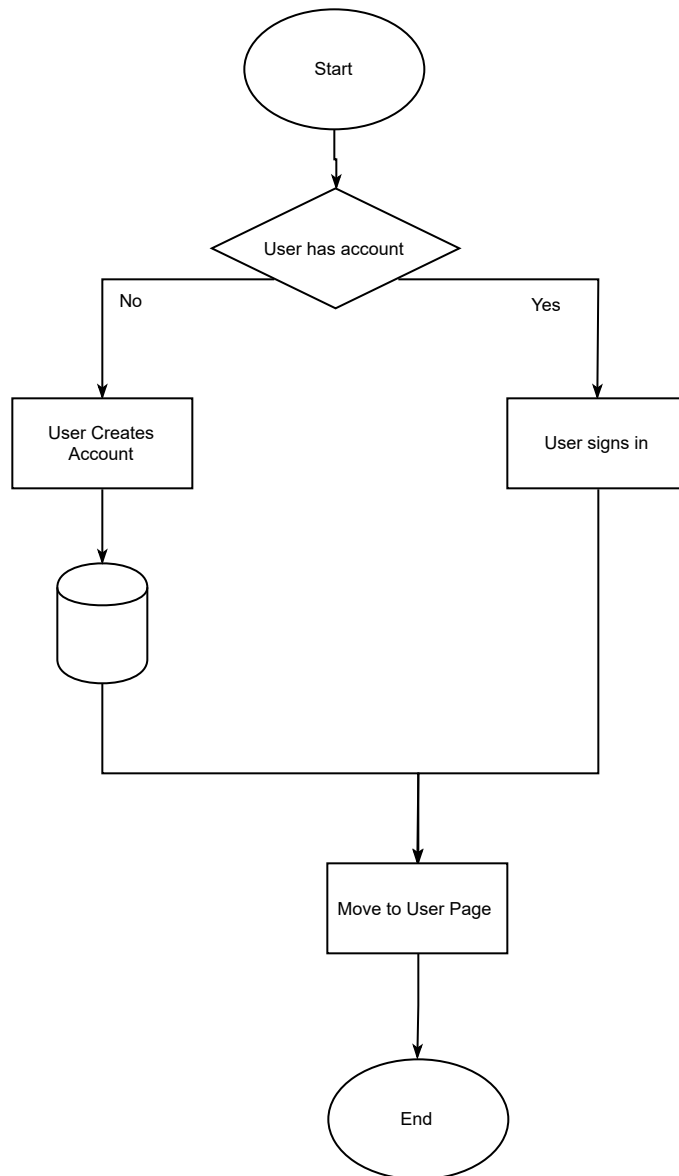 Start
User has account
No
Yes
User Creates
Account
User signs in
Move to User Page
End